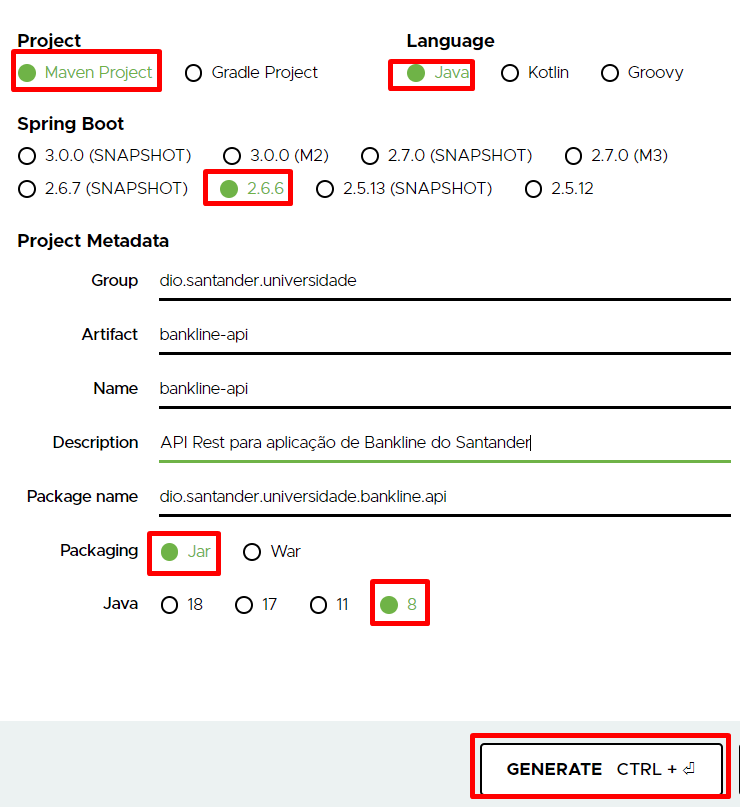 Project Language
Maven Project Gradle Project Java Kotlin Groovy
Spring Boot
3.0.0 (SNAPSHOT) 3.0.0 (M2) 2.7.0 (SNAPSHOT) 2.7.0 (M3)
2.6.7 (SNAPSHOT) 2.6.6 2.5.13 (SNAPSHOT) 2.5.12
Project Metadata
Group dio.santander.universidade
Artifact bankline-api
Name bankline-api
Description API Rest para aplicação de Bankline do Santander
Package name dio.santander.universidade.bankline.api
Packaging Jar War
Java 18 17 11 8
GENERATE CTRL + ⏎